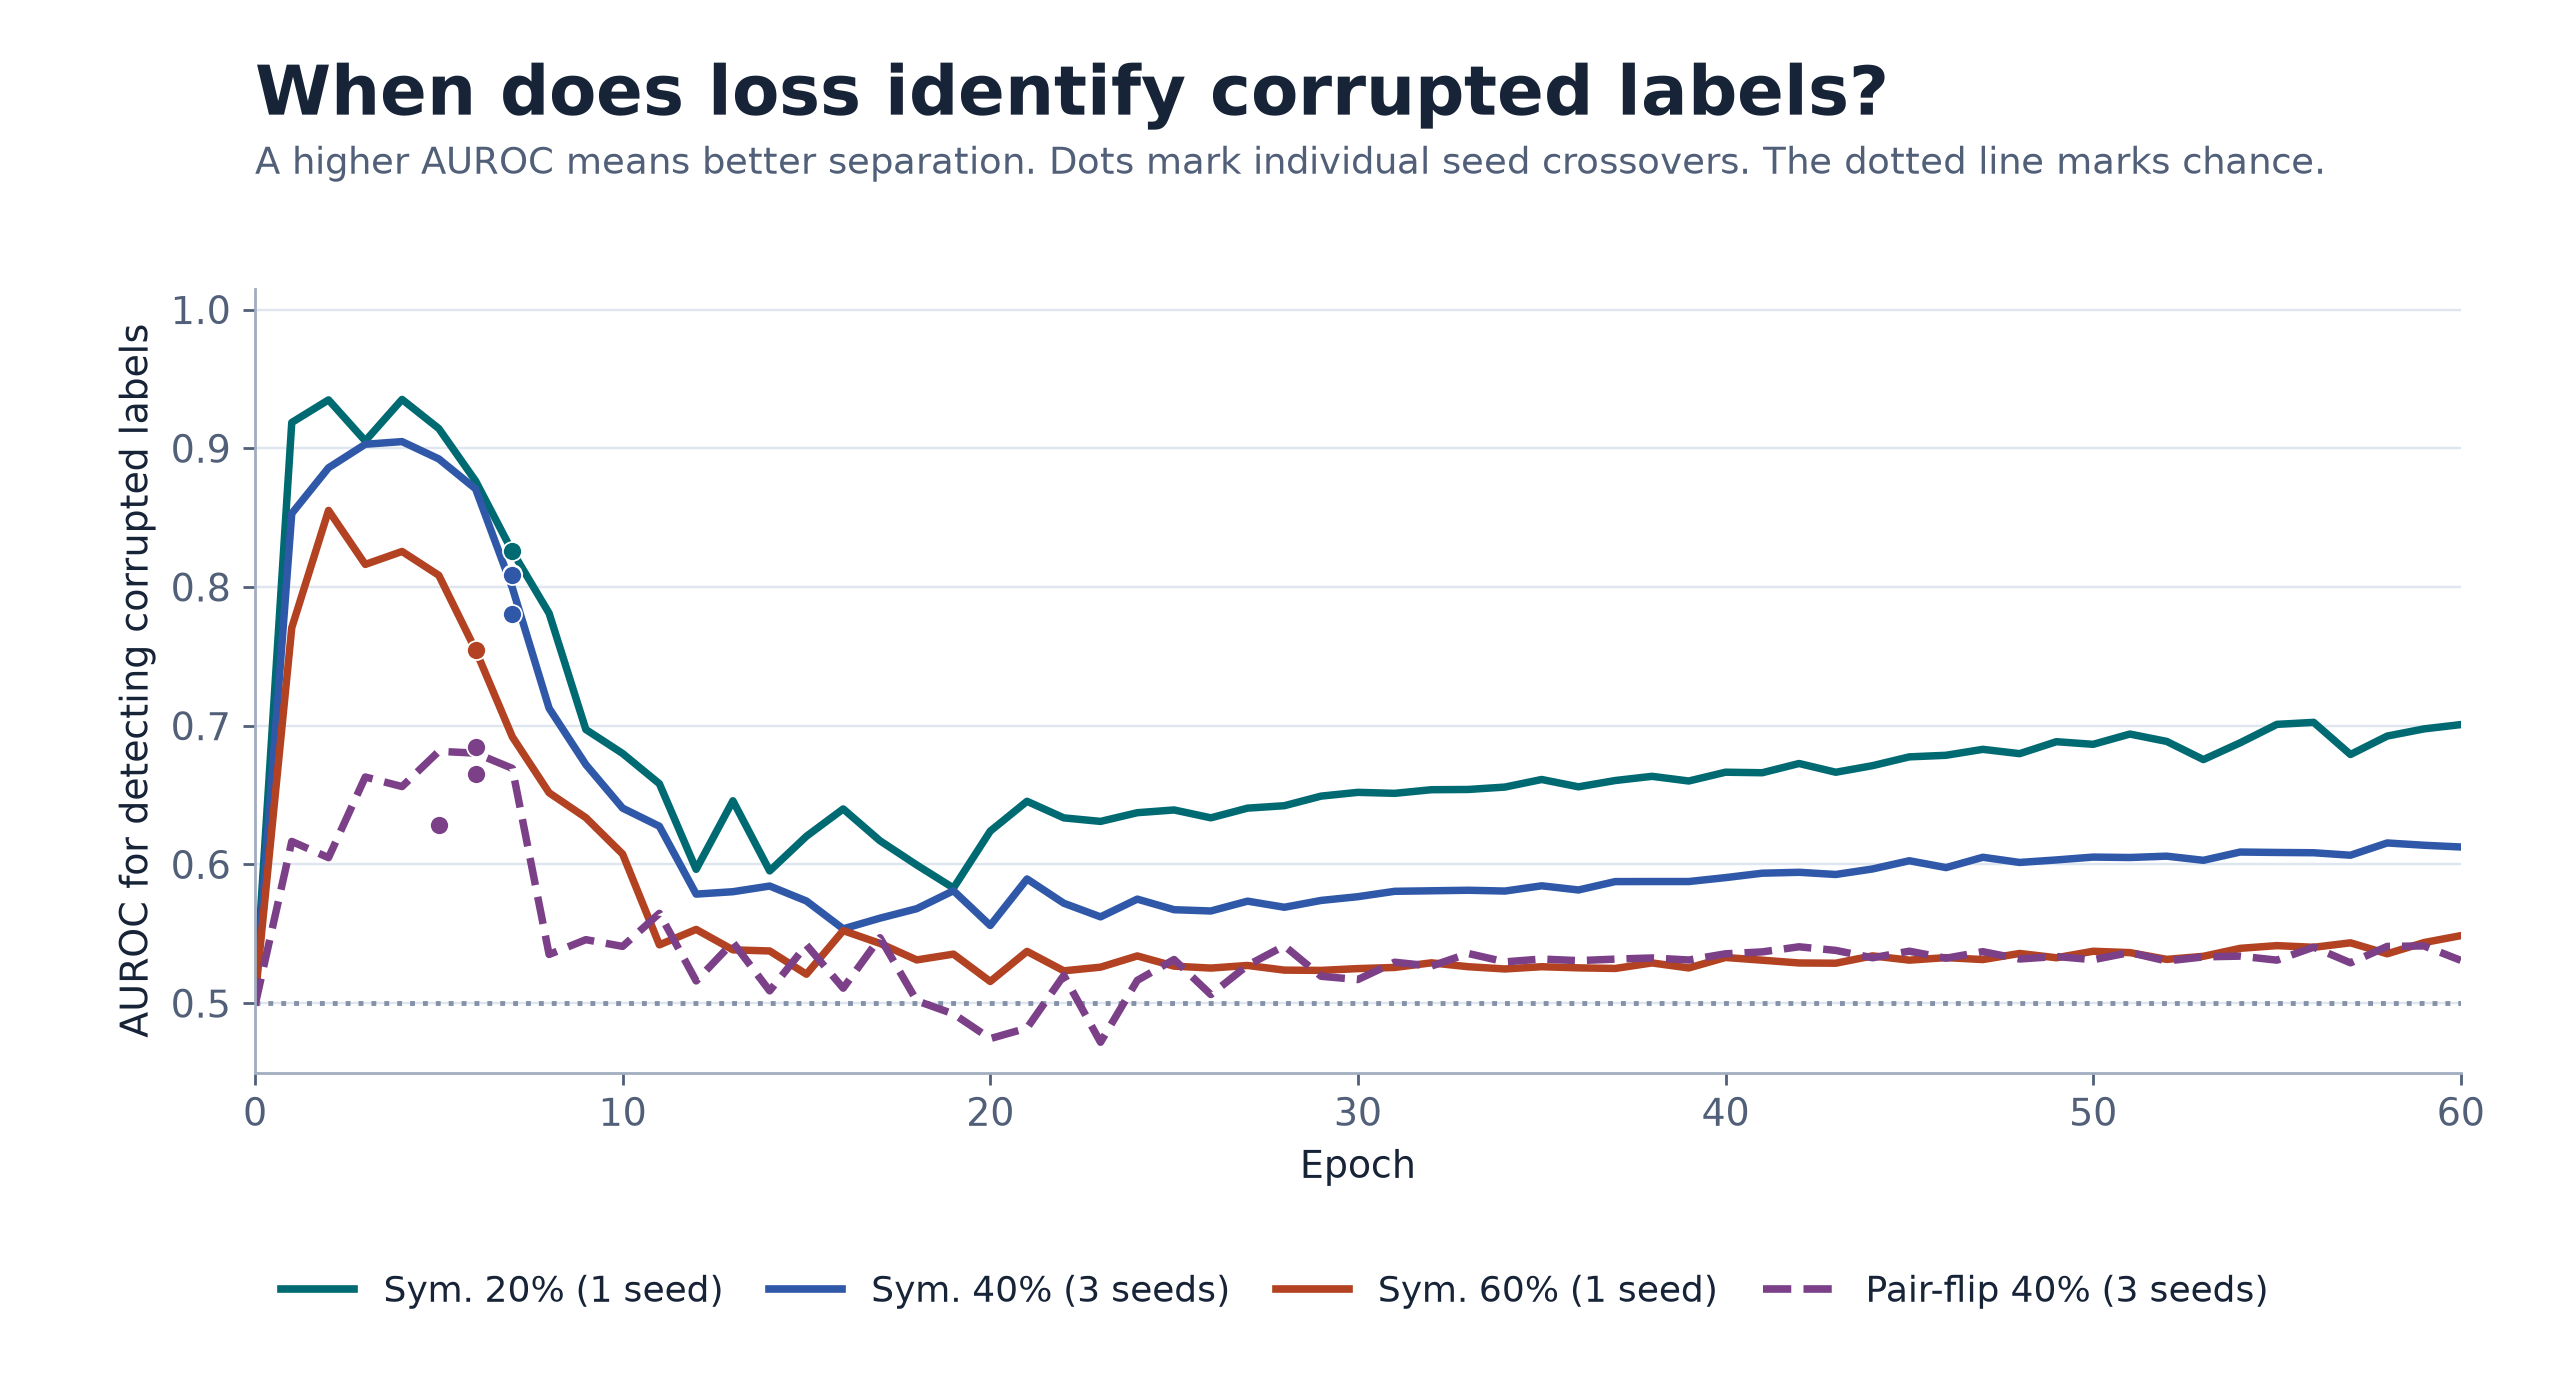 When does loss identify corrupted labels?
A higher AUROC means better separation. Dots mark individual seed crossovers. The dotted line marks chance.
AUROC for detecting corrupted labels
1.0
0.9
0.8
0.7
0.6
0.5
0 10 20 30 40 50 60
Epoch
Sym. 20% (1 seed) Sym. 40% (3 seeds) Sym. 60% (1 seed) Pair-flip 40% (3 seeds)